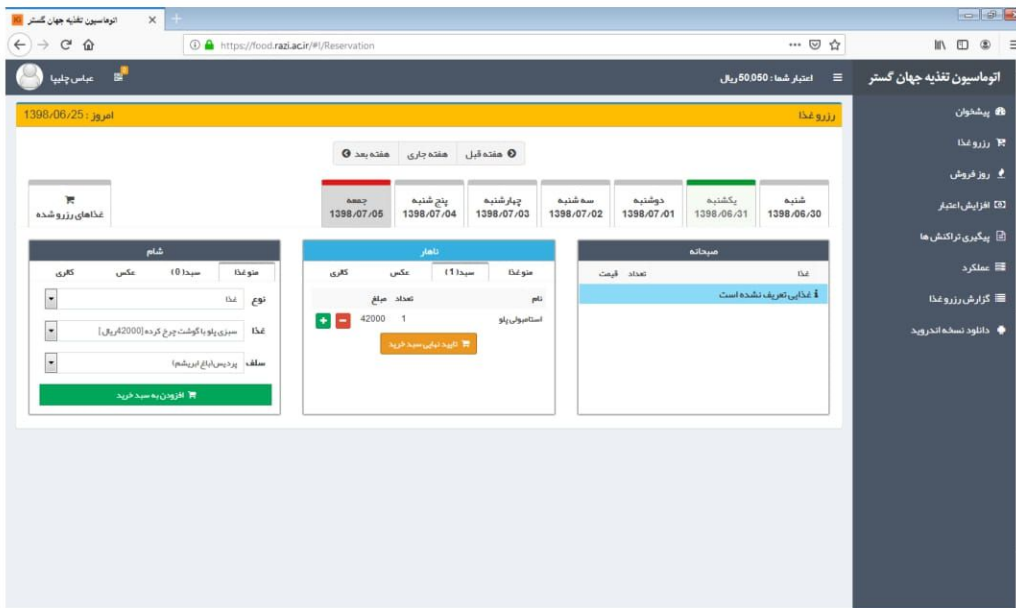 اتوماسیون تغذیه جهان گستر
https://food.razi.ac.ir/#!/Reservation
اتوماسیون تغذیه جهان گستر
اعتبار شما : 50,050 ریال
عباس چلیپا
پیشخوان
رزرو غذا
روز فروش
افزایش اعتبار
پیگیری تراکنش ها
عملکرد
گزارش رزرو غذا
دانلود نسخه اندروید
رزرو غذا
امروز : 1398/06/25
هفته قبل
هفته جاری
هفته بعد
شنبه
1398/06/30
یکشنبه
1398/06/31
دوشنبه
1398/07/01
سه شنبه
1398/07/02
چهارشنبه
1398/07/03
پنج شنبه
1398/07/04
جمعه
1398/07/05
غذاهای رزرو شده
صبحانه
غذا تعداد قیمت
غذایی تعریف نشده است
ناهار
منو غذا سبد( 1 ) عکس کالری
نام تعداد مبلغ
استامبولی پلو 1 42000
تایید نهایی سبد خرید
شام
منو غذا سبد( 0 ) عکس کالری
نوع غذا
غذا سبزی پلو با گوشت چرخ کرده [42000ریال]
سلف پردیس(باغ ابریشم)
افزودن به سبد خرید